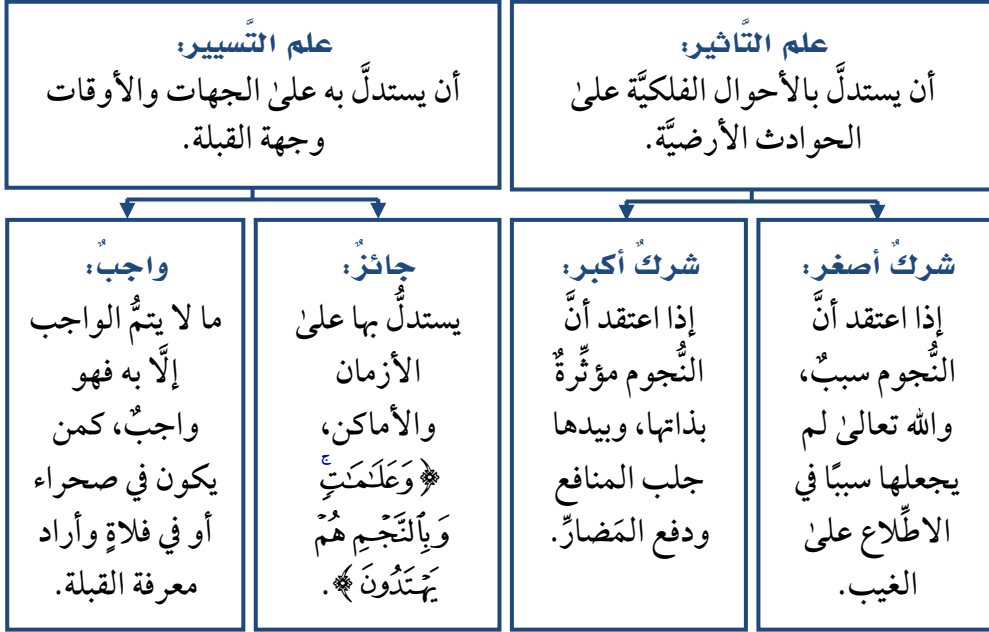 علم التَّأثير:
أن يستدلَّ بالأحوال الفلكيَّة علىٰ
الحوادث الأرضيَّة.
علم التَّسيير:
أن يستدلَّ به علىٰ الجهات والأوقات
وجهة القبلة.
شركٌ أصغر:
إذا اعتقد أنَّ
النُّجوم سببٌ،
والله تعالىٰ لم
يجعلها سببًا في
الاطِّلاع علىٰ
الغيب.
شركٌ أكبر:
إذا اعتقد أنَّ
النُّجوم مؤثِّرةٌ
بذاتها، وبيدها
جلب المنافع
ودفع المَضارِّ.
جائزٌ:
يستدلُّ بها علىٰ
الأزمان
والأماكن،
﴿وَعَلَٰمَٰتٖۚ
وَبِٱلنَّجۡمِ هُمۡ
يَهۡتَدُونَ﴾.
واجبٌ:
ما لا يتمُّ الواجب
إلَّا به فهو
واجبٌ، كمن
يكون في صحراء
أو في فلاةٍ وأراد
معرفة القبلة.